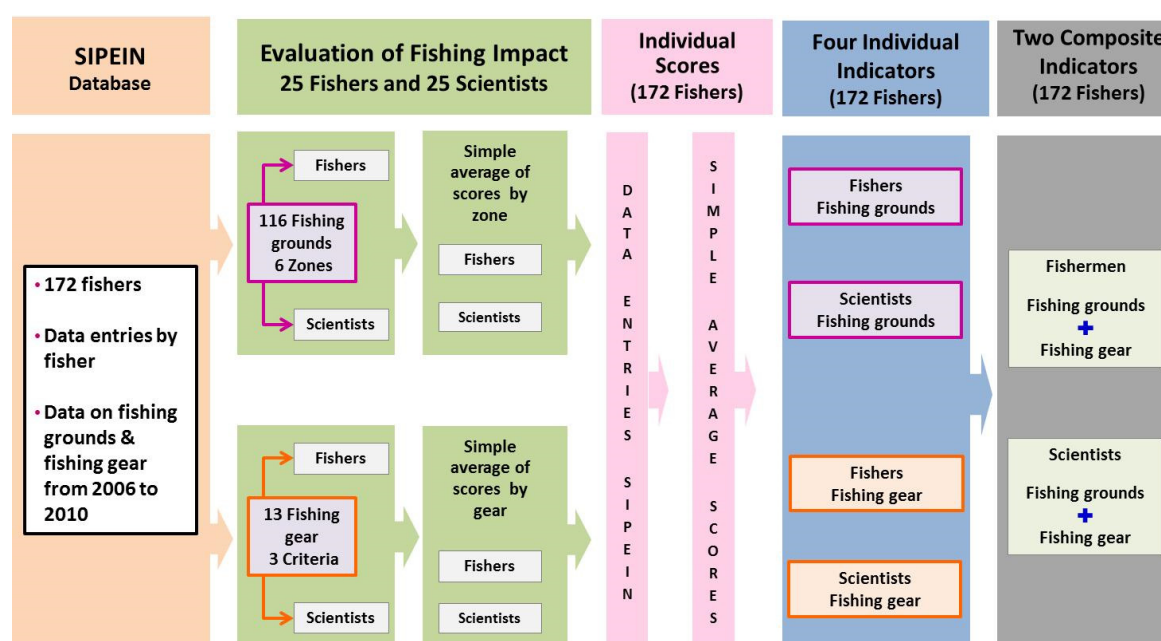 SIPEIN
Database
Evaluation of Fishing Impact
25 Fishers and 25 Scientists
Individual
Scores
(172 Fishers)
Four Individual
Indicators
(172 Fishers)
Two Composite
Indicators
(172 Fishers)
• 172 fishers
• Data entries by
fisher
• Data on fishing
grounds &
fishing gear
from 2006 to
2010
Fishers
116 Fishing
grounds
6 Zones
Scientists
Simple
average of
scores by
zone
Fishers
Scientists
Fishers
13 Fishing
gear
3 Criteria
Scientists
Simple
average of
scores by
gear
Fishers
Scientists
DATA ENTRIES SIPEIN
SIMPLE AVERAGE SCORES
Fishers
Fishing grounds
Scientists
Fishing grounds
Fishers
Fishing gear
Scientists
Fishing gear
Fishermen
Fishing grounds
+
Fishing gear
Scientists
Fishing grounds
+
Fishing gear